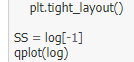 plt.tight_layout()
SS = log[-1]
qplot(log)